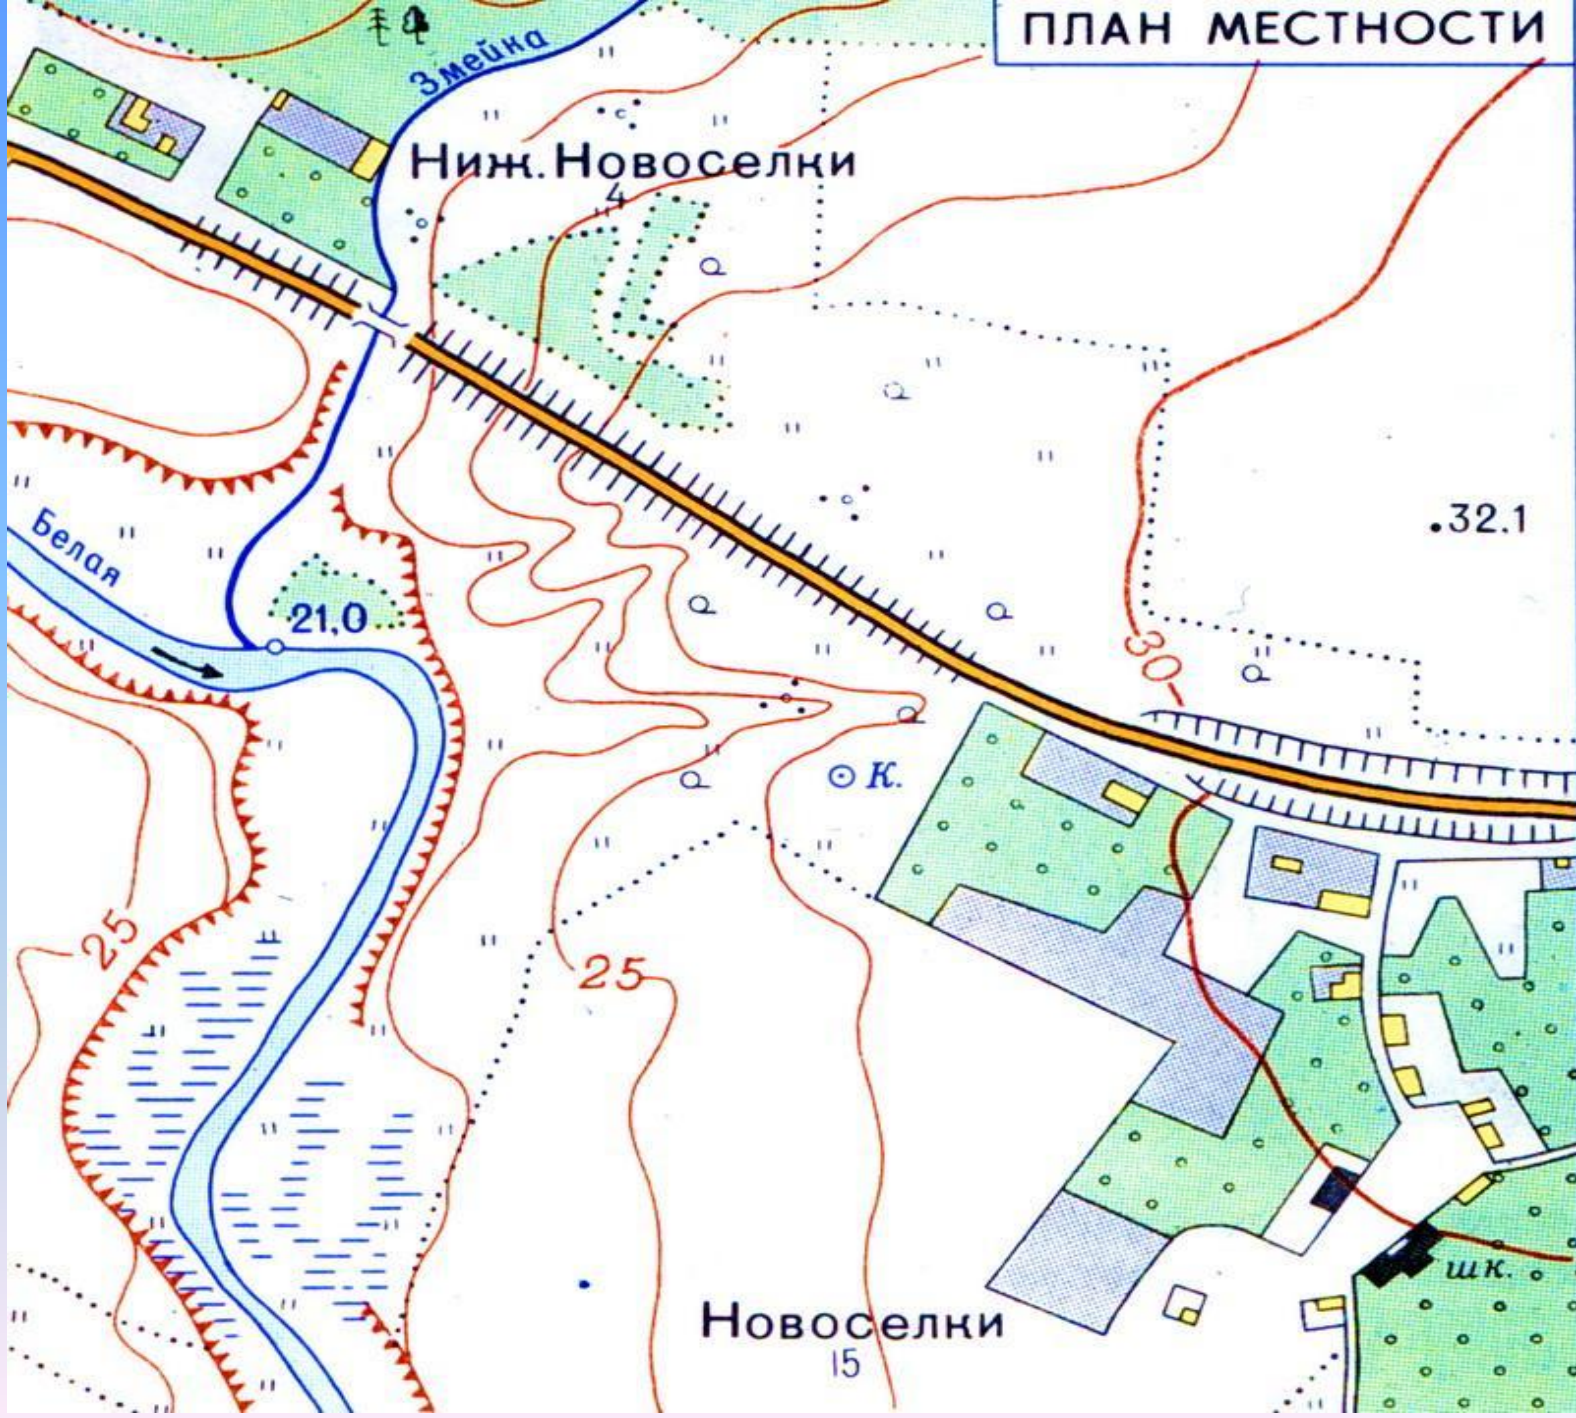 ПЛАН МЕСТНОСТИ
Змейка
Ниж. Новоселки
4
32.1
Белая
21,0
30
К.
25
25
шк.
Новоселки
15